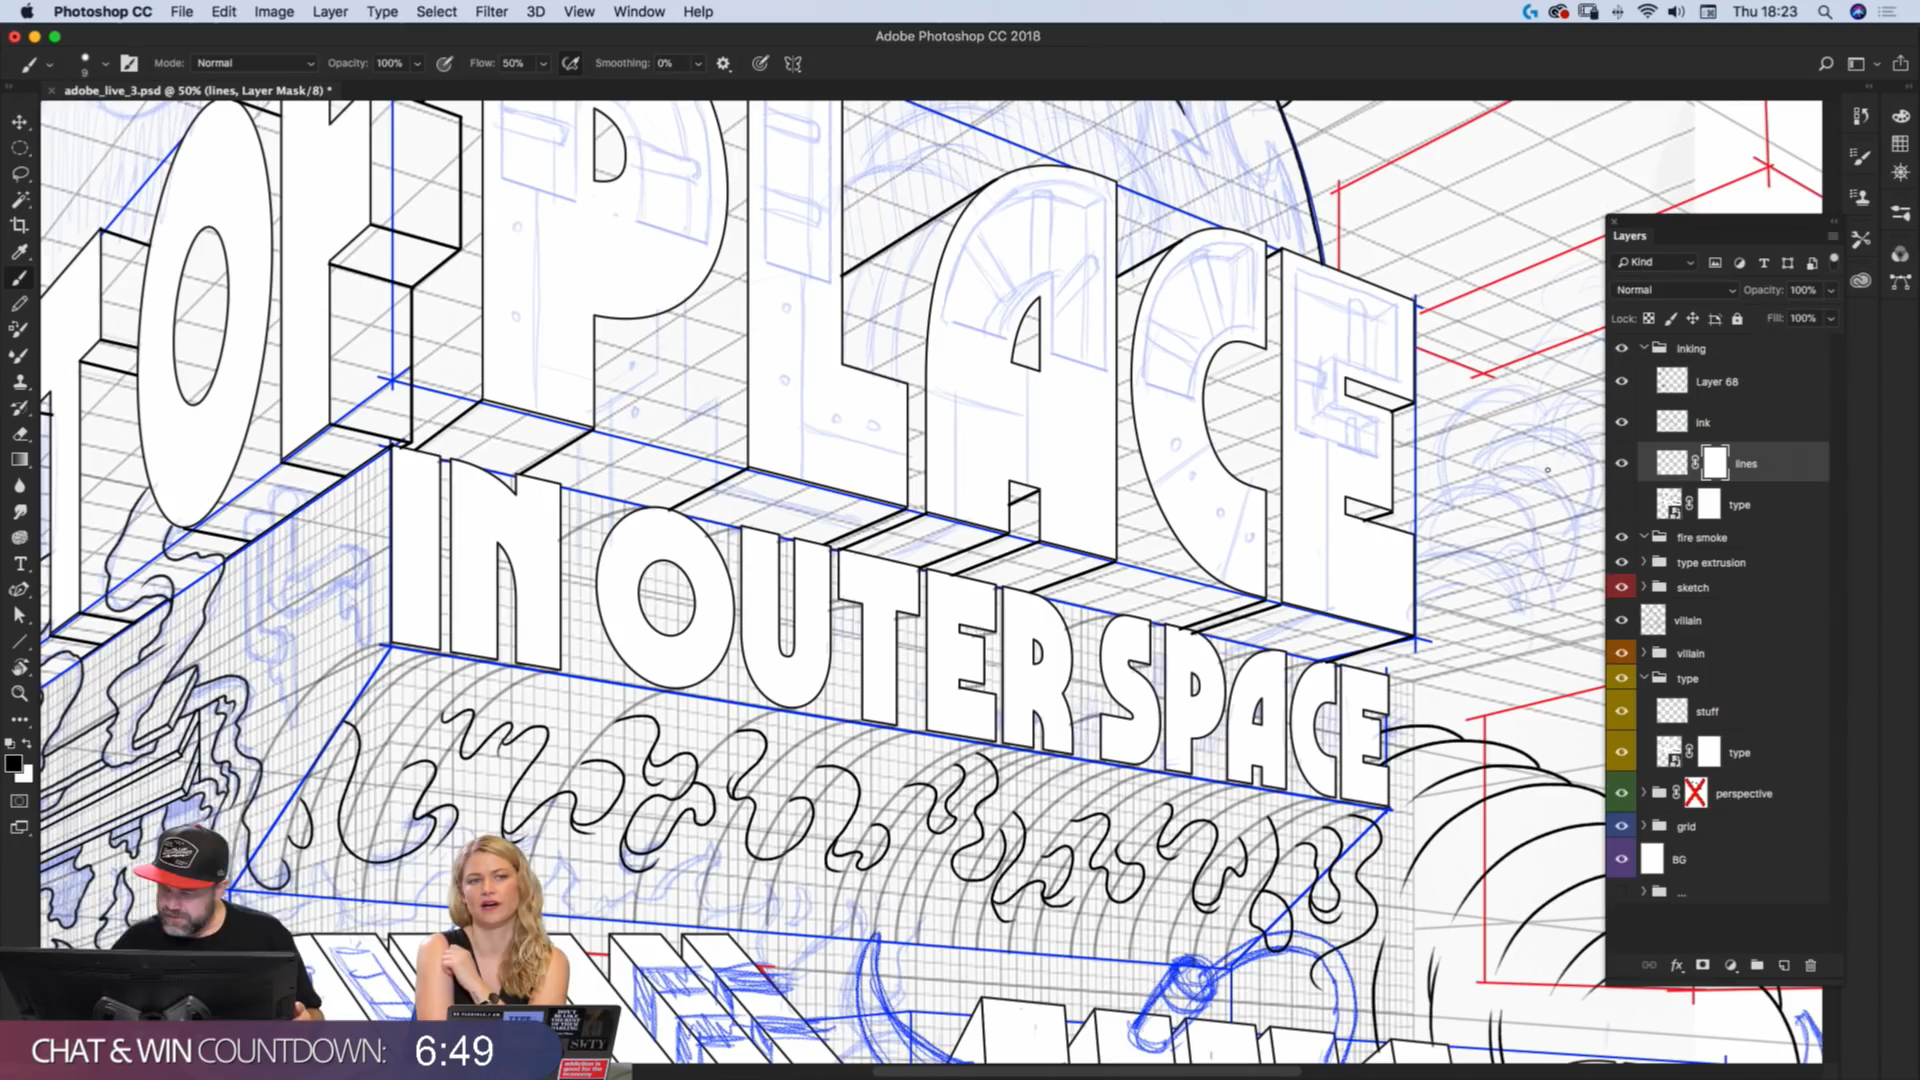 Photoshop CC File Edit Image Layer Type Select Filter 3D View Window Help Thu 18:23
Adobe Photoshop CC 2018
9 Mode: Normal Opacity: 100% Flow: 50% Smoothing: 0%
adobe_live_3.psd @ 50% (lines, Layer Mask/8) *
PLACE
IN OUTER SPACE
Layers
Kind
Normal Opacity: 100%
Lock: Fill: 100%
Inking
Layer 68
ink
lines
type
fire smoke
type extrusion
sketch
villain
villain
type
stuff
type
perspective
grid
BG
...
fx
CHAT & WIN COUNTDOWN: 6:49
SWTY